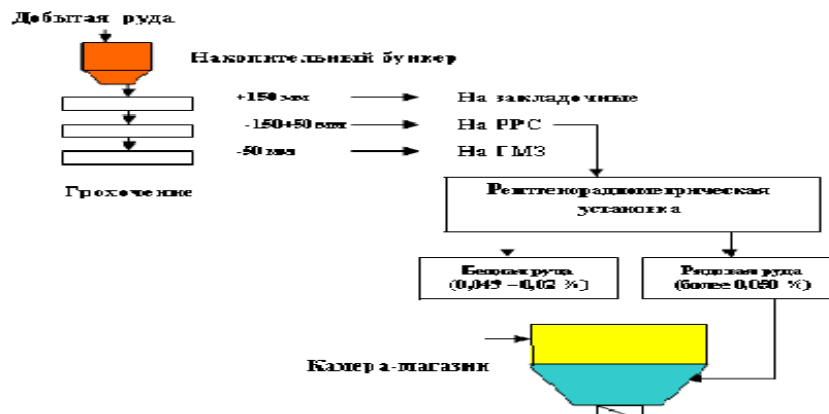 Добытая руда
Накопительный бункер
+150 мм На закладочные
-150+50 мм На РРС
-50 мм На ГМЗ
Грохочение
Рентгенорадиометрическая
установка
Бедная руда
(0,049 – 0,02 %)
Рядовая руда
(более 0,050 %)
Камера-магазин